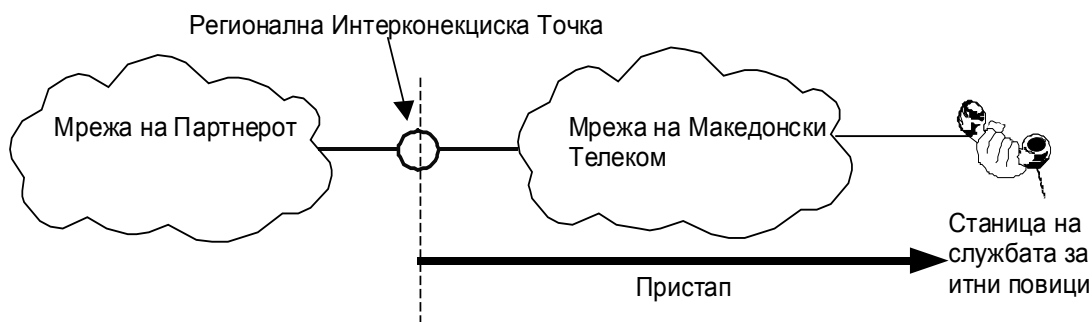 Регионална Интерконекциска Точка
Мрежа на Партнерот
Мрежа на Македонски
Телеком
Станица на
службата за
итни повици
Пристап